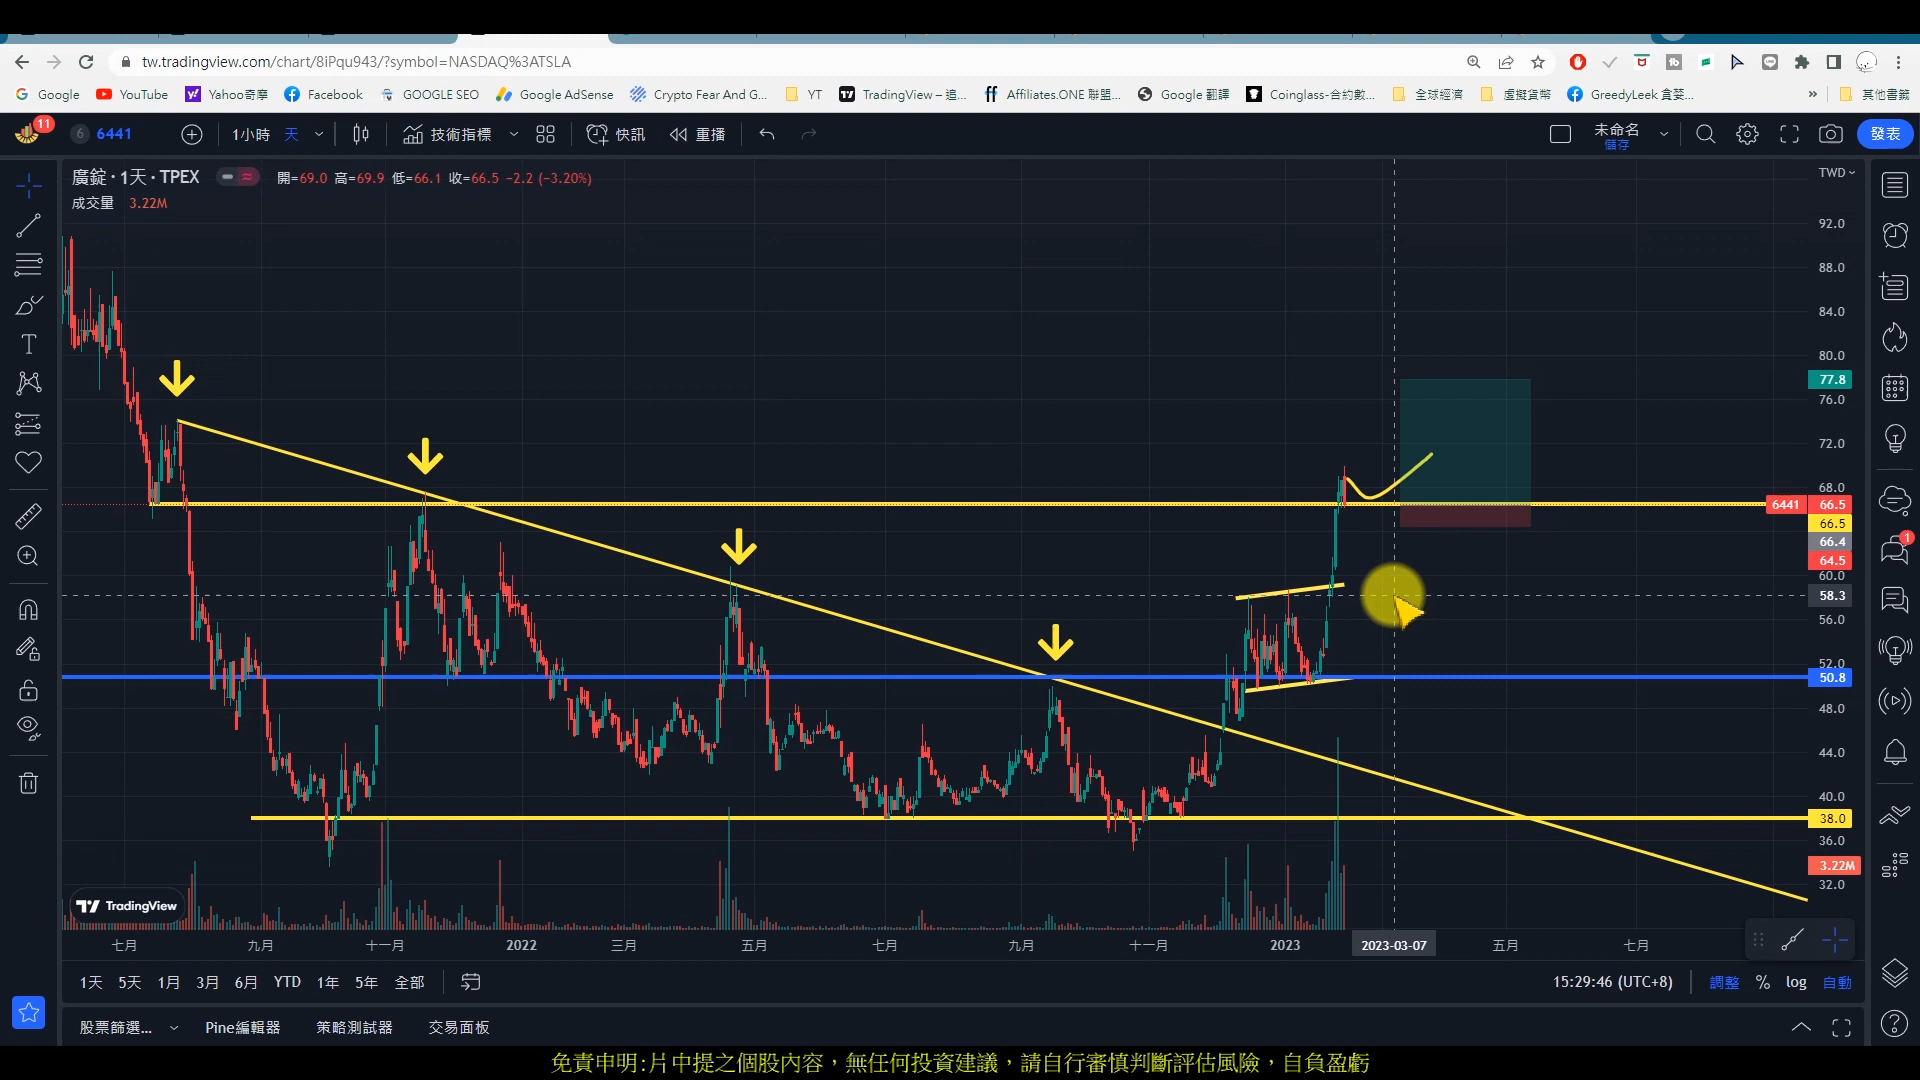 tw.tradingview.com/chart/8iPqu943/?symbol=NASDAQ%3ATSLA
Google YouTube Yahoo奇摩 Facebook GOOGLE SEO Google AdSense Crypto Fear And G... YT TradingView – 追... Affiliates.ONE 聯盟... Google 翻譯 Coinglass-合約數... 全球經濟 虛擬貨幣 GreedyLeek 貪婪... » 其他書籤
11 6 6441 1小時 天 技術指標 快訊 重播 未命名 發表
儲存
廣錠 · 1天 · TPEX 開=69.0 高=69.9 低=66.1 收=66.5 −2.2 (−3.20%) TWD
成交量 3.22M
92.0
88.0
84.0
80.0
77.8
76.0
72.0
68.0
6441 66.5
66.5
66.4
64.5
60.0
58.3
56.0
52.0
50.8
48.0
44.0
40.0
38.0
36.0
3.22M
32.0
1
TradingView
七月 九月 十一月 2022 三月 五月 七月 九月 十一月 2023 2023-03-07 五月 七月
1天 5天 1月 3月 6月 YTD 1年 5年 全部 15:29:46 (UTC+8) 調整 % log 自動
股票篩選... Pine編輯器 策略測試器 交易面板
免責申明:片中提之個股內容，無任何投資建議，請自行審慎判斷評估風險，自負盈虧